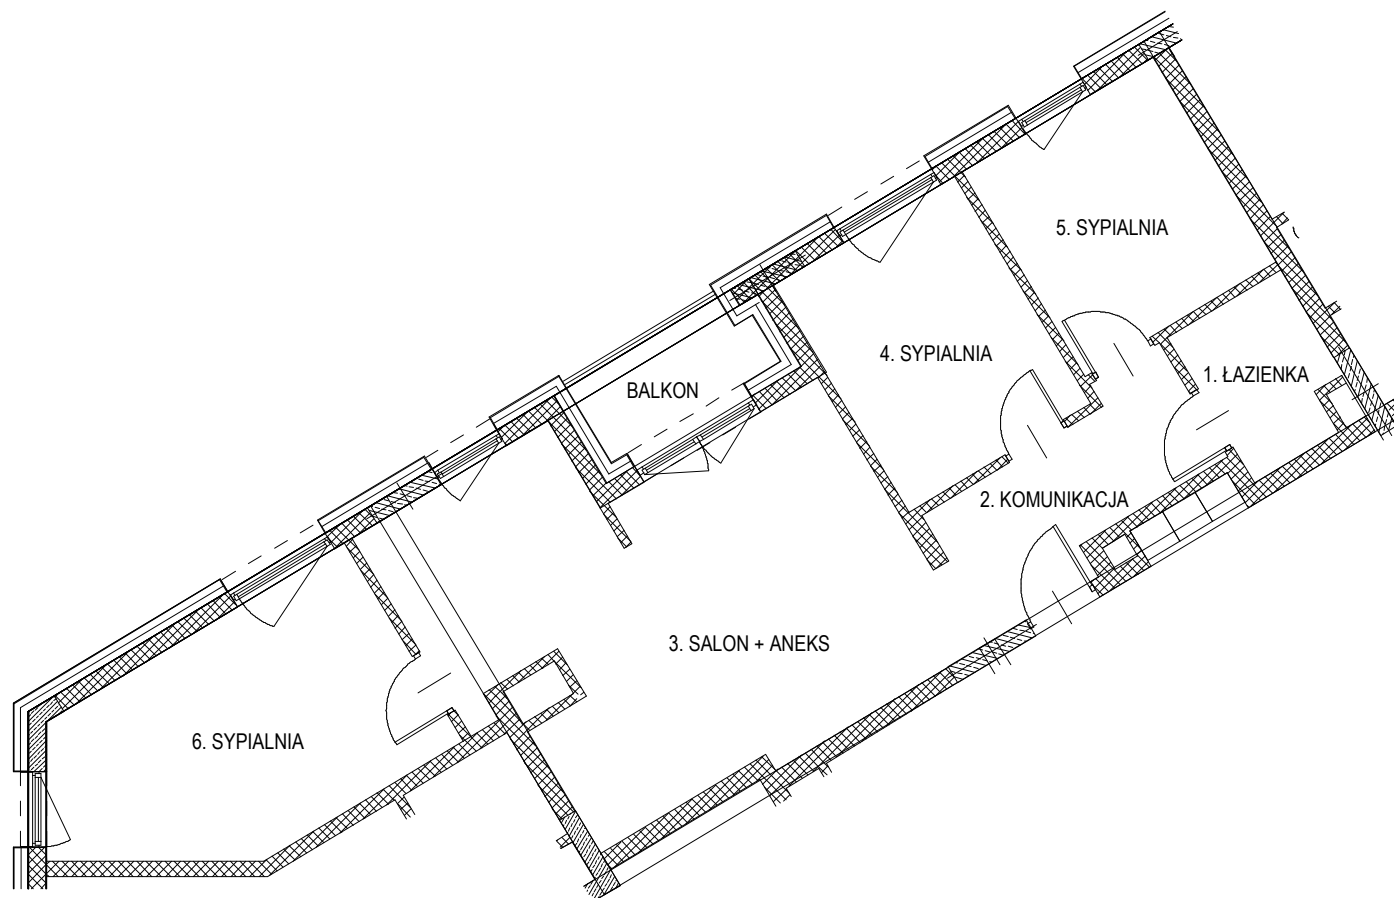 5. SYPIALNIA
4. SYPIALNIA
1. ŁAZIENKA
BALKON
2. KOMUNIKACJA
3. SALON + ANEKS
6. SYPIALNIA